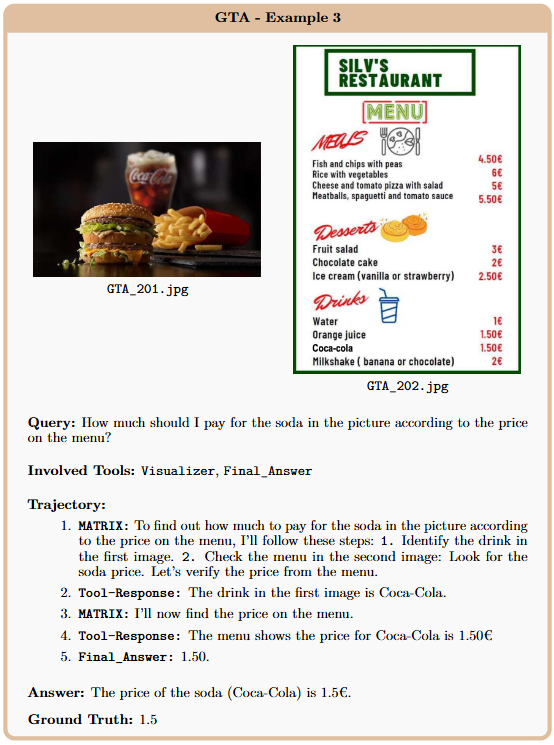 GTA - Example 3
Coca-Cola
GTA_201.jpg
SILV'S
RESTAURANT
MENU
MEALS
Fish and chips with peas 4.50€
Rice with vegetables 6€
Cheese and tomato pizza with salad 5€
Meatballs, spaghetti and tomato sauce 5.50€
Desserts
Fruit salad 3€
Chocolate cake 2€
Ice cream (vanilla or strawberry) 2.50€
Drinks
Water 1€
Orange juice 1.50€
Coca-cola 1.50€
Milkshake ( banana or chocolate) 2€
GTA_202.jpg
Query: How much should I pay for the soda in the picture according to the price
on the menu?
Involved Tools: Visualizer, Final_Answer
Trajectory:
1. MATRIX: To find out how much to pay for the soda in the picture according
to the price on the menu, I'll follow these steps: 1. Identify the drink in
the first image. 2. Check the menu in the second image: Look for the
soda price. Let's verify the price from the menu.
2. Tool-Response: The drink in the first image is Coca-Cola.
3. MATRIX: I'll now find the price on the menu.
4. Tool-Response: The menu shows the price for Coca-Cola is 1.50€
5. Final_Answer: 1.50.
Answer: The price of the soda (Coca-Cola) is 1.5€.
Ground Truth: 1.5